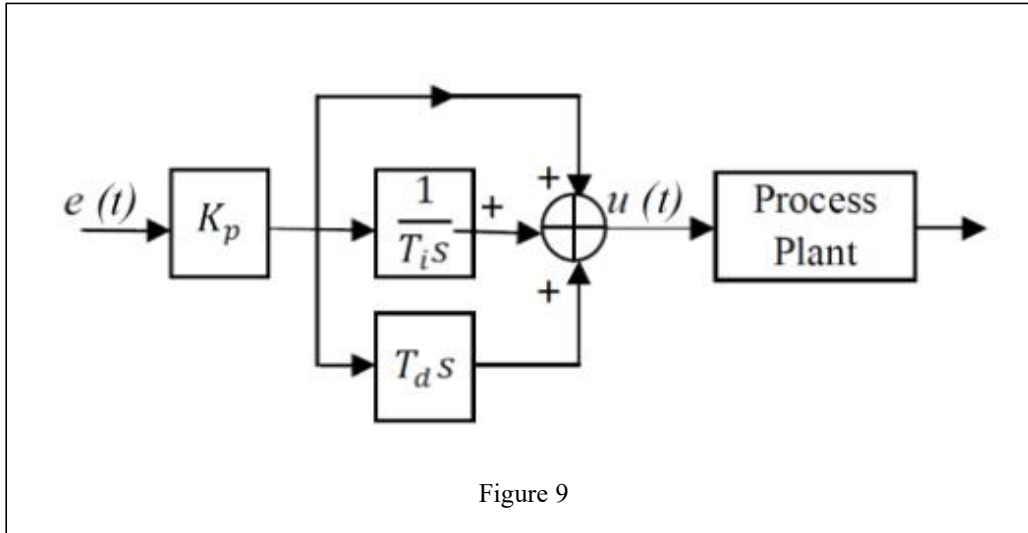 e (t)
K_p
1
T_i s
T_d s
+
+
+
u (t)
Process
Plant
Figure 9